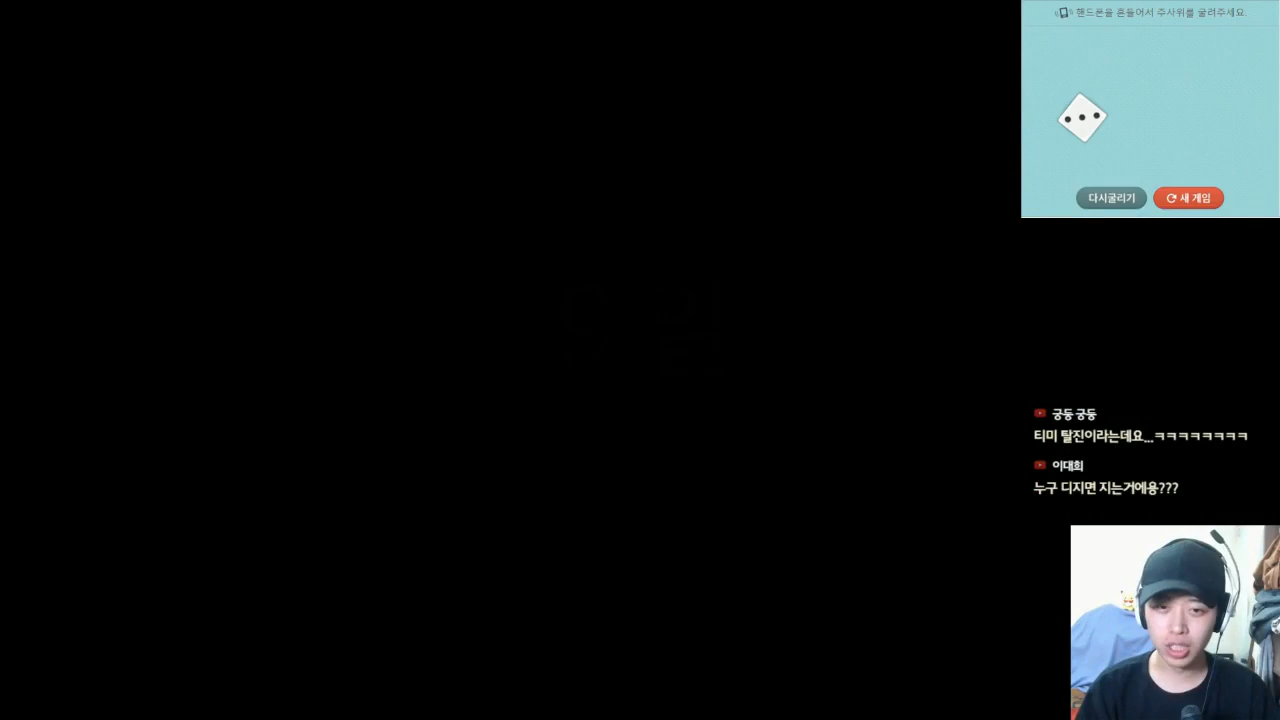 핸드폰을 흔들어서 주사위를 굴려주세요.
다시굴리기
새 게임
궁둥궁둥
티미 탈진이라는데요...ㅋㅋㅋㅋㅋㅋㅋㅋ
이대희
누구 디지면 지는거에용???